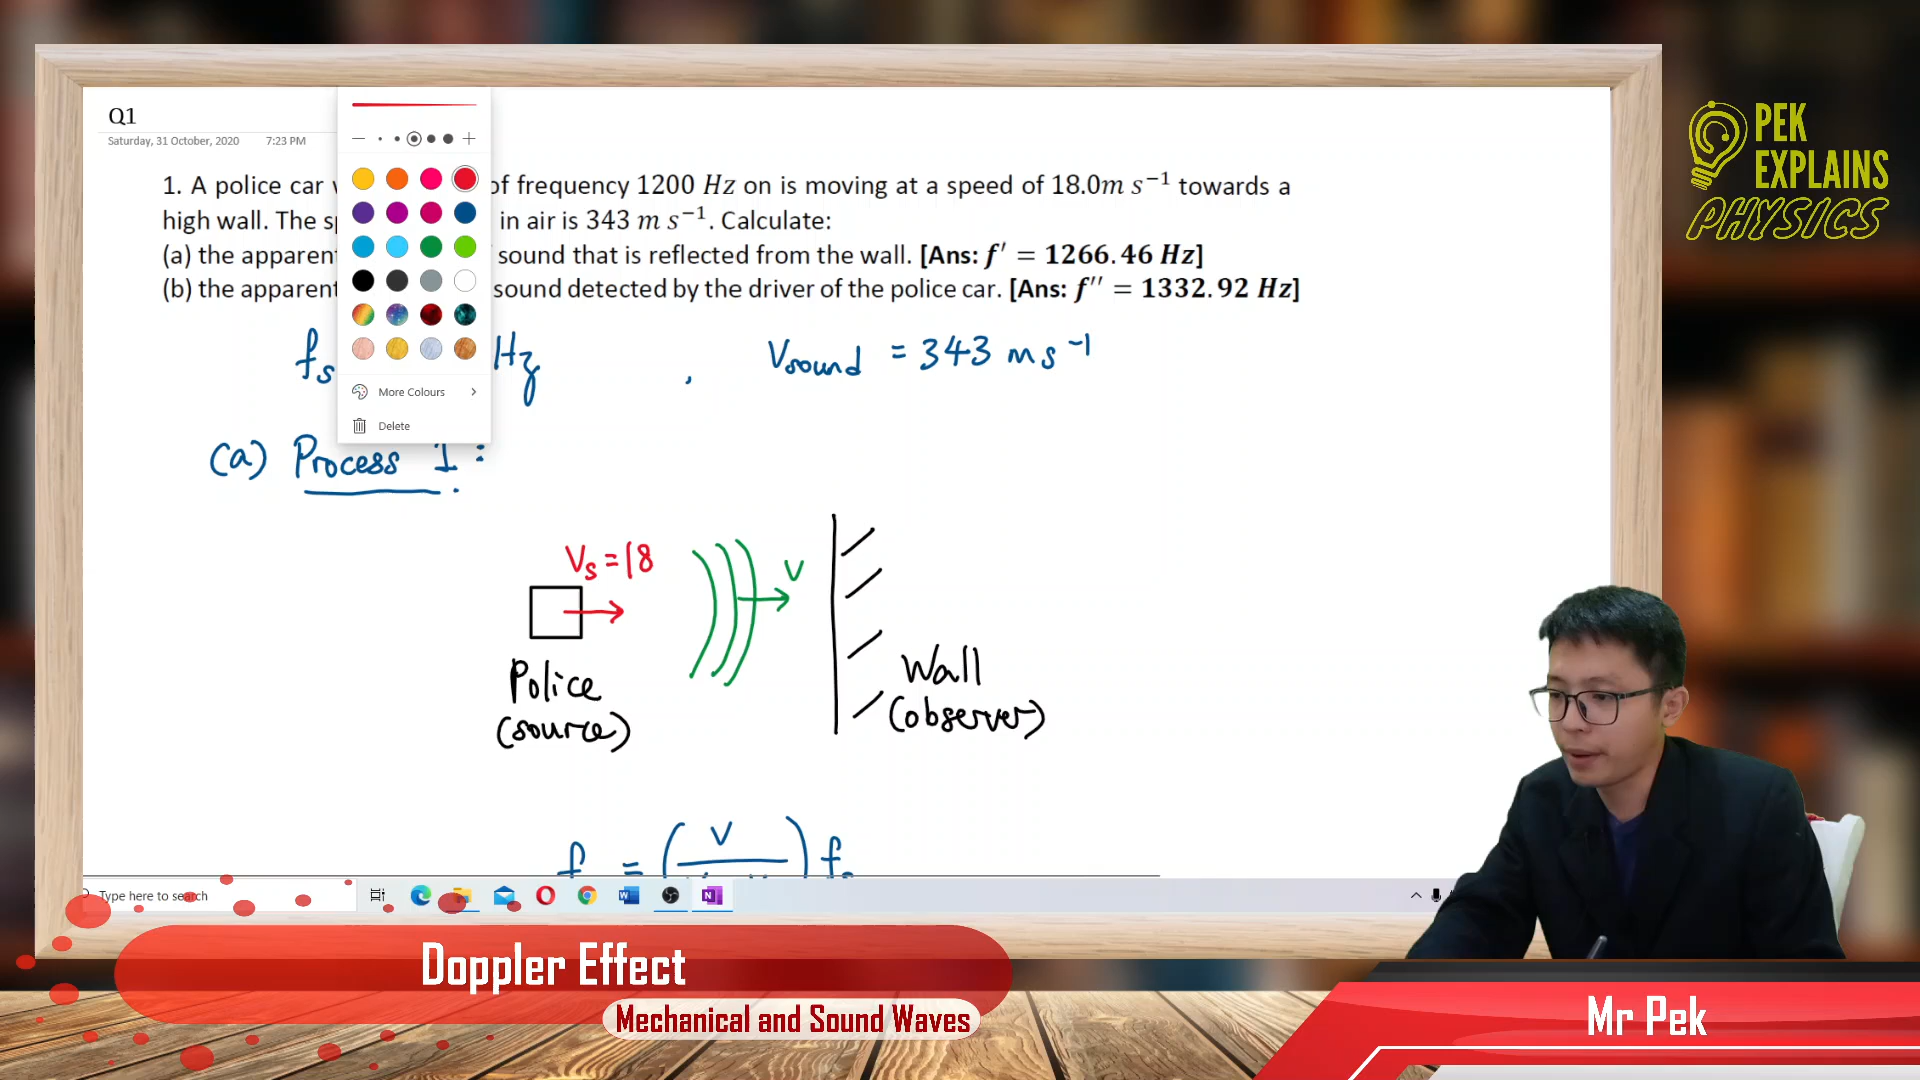 Q1
Saturday, 31 October, 2020 7:23 PM
1. A police car of frequency 1200 Hz on is moving at a speed of 18.0m s⁻¹ towards a
high wall. The in air is 343 m s⁻¹. Calculate:
(a) the apparent sound that is reflected from the wall. [Ans: f′ = 1266.46 Hz]
(b) the apparent sound detected by the driver of the police car. [Ans: f′′ = 1332.92 Hz]
fs Hz , Vsound = 343 ms⁻¹
More Colours
Delete
(a) Process 1:
Vs = 18
V
Police
(source)
Wall
(observer)
f = (V
) f
Type here to search
PEK
EXPLAINS
PHYSICS
Doppler Effect
Mechanical and Sound Waves
Mr Pek